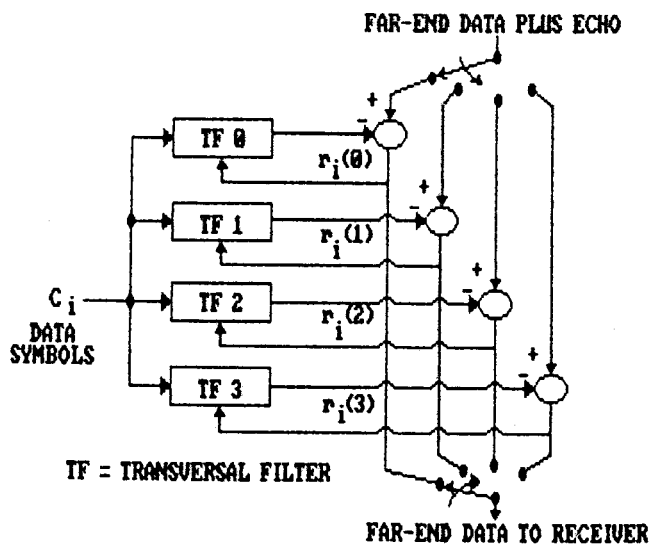 FAR-END DATA PLUS ECHO
+
-
TF 0
r_i(0)
+
-
TF 1
r_i(1)
+
C_i
-
TF 2
DATA
SYMBOLS
r_i(2)
+
-
TF 3
r_i(3)
TF = TRANSVERSAL FILTER
FAR-END DATA TO RECEIVER